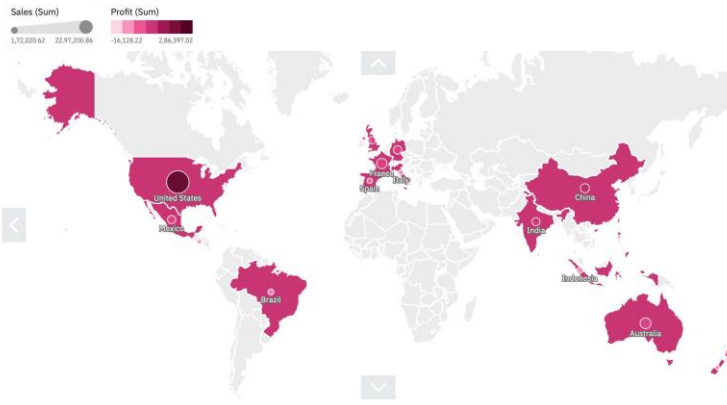 Sales (Sum)
Profit (Sum)
1,72,020.62
22,97,200.86
-16,128.22
2,86,397.02
United States
Mexico
Brazil
France
Spain
Italy
China
India
Indonesia
Australia